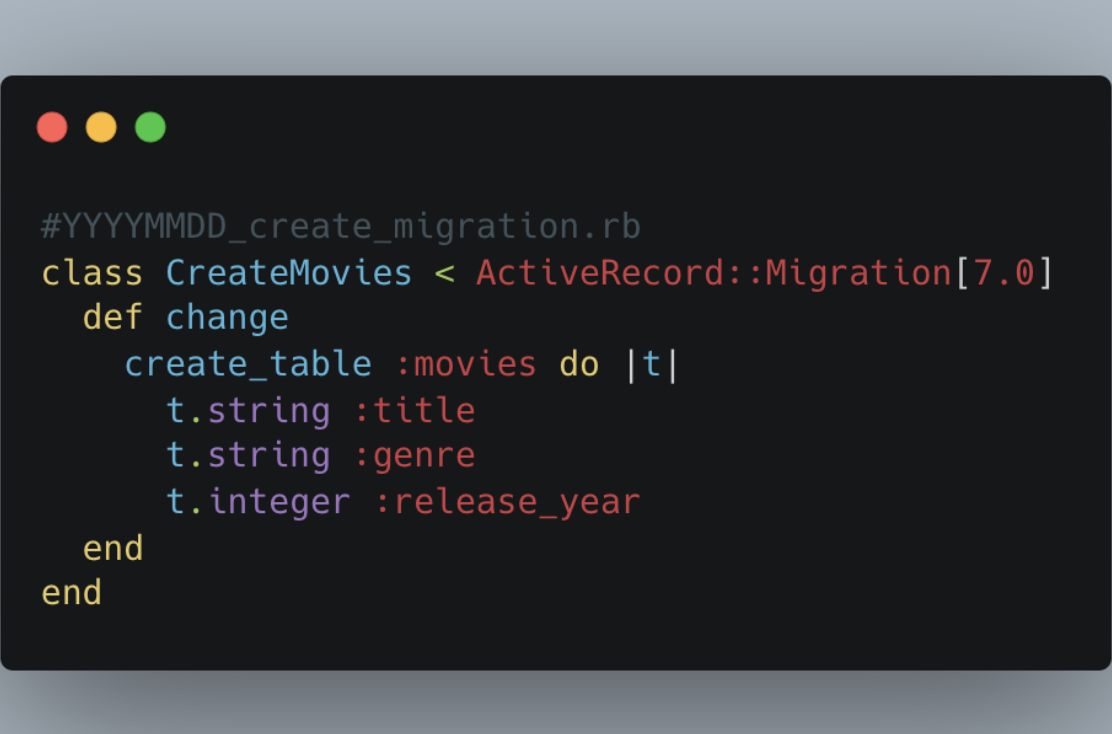 #YYYYMMDD_create_migration.rb
class CreateMovies < ActiveRecord::Migration[7.0]
  def change
    create_table :movies do |t|
      t.string :title
      t.string :genre
      t.integer :release_year
  end
end